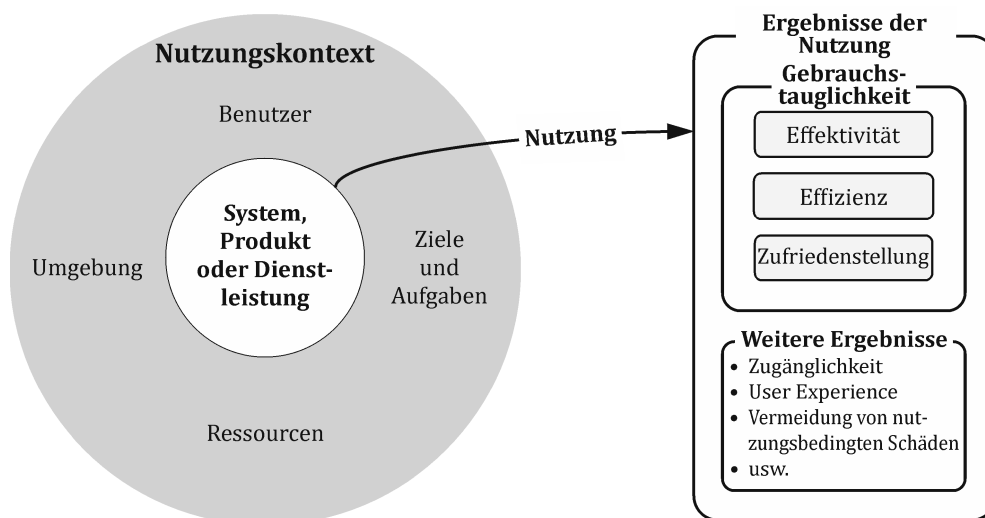 Nutzungskontext
Benutzer
Umgebung
System,
Produkt
oder Dienst-
leistung
Ziele
und
Aufgaben
Ressourcen
Nutzung
Ergebnisse der
Nutzung
Gebrauchs-
tauglichkeit
Effektivität
Effizienz
Zufriedenstellung
Weitere Ergebnisse
• Zugänglichkeit
• User Experience
• Vermeidung von nut-
zungsbedingten Schäden
• usw.